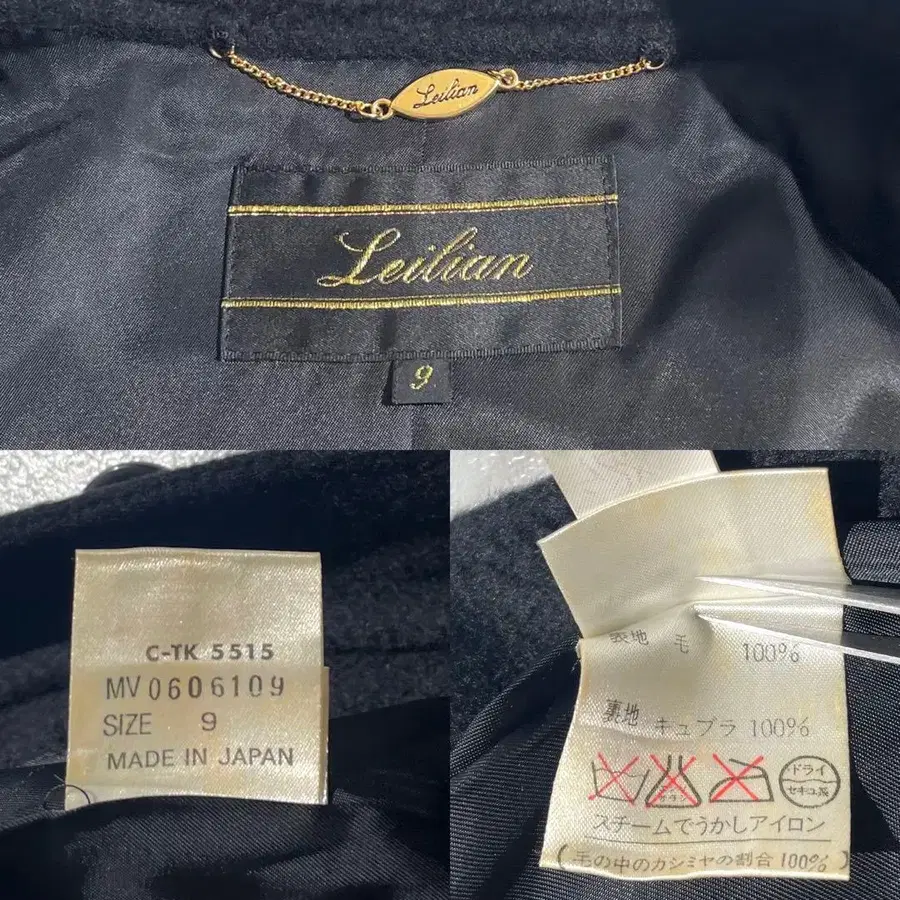 Leilian
Leilian
9
C-TK 5515
MV 0606109
SIZE 9
MADE IN JAPAN
表地 毛 100%
裏地 キュプラ 100%
ドライ
セキユ系
スチームでうかしアイロン
(毛の中のカシミヤの割合 100%)